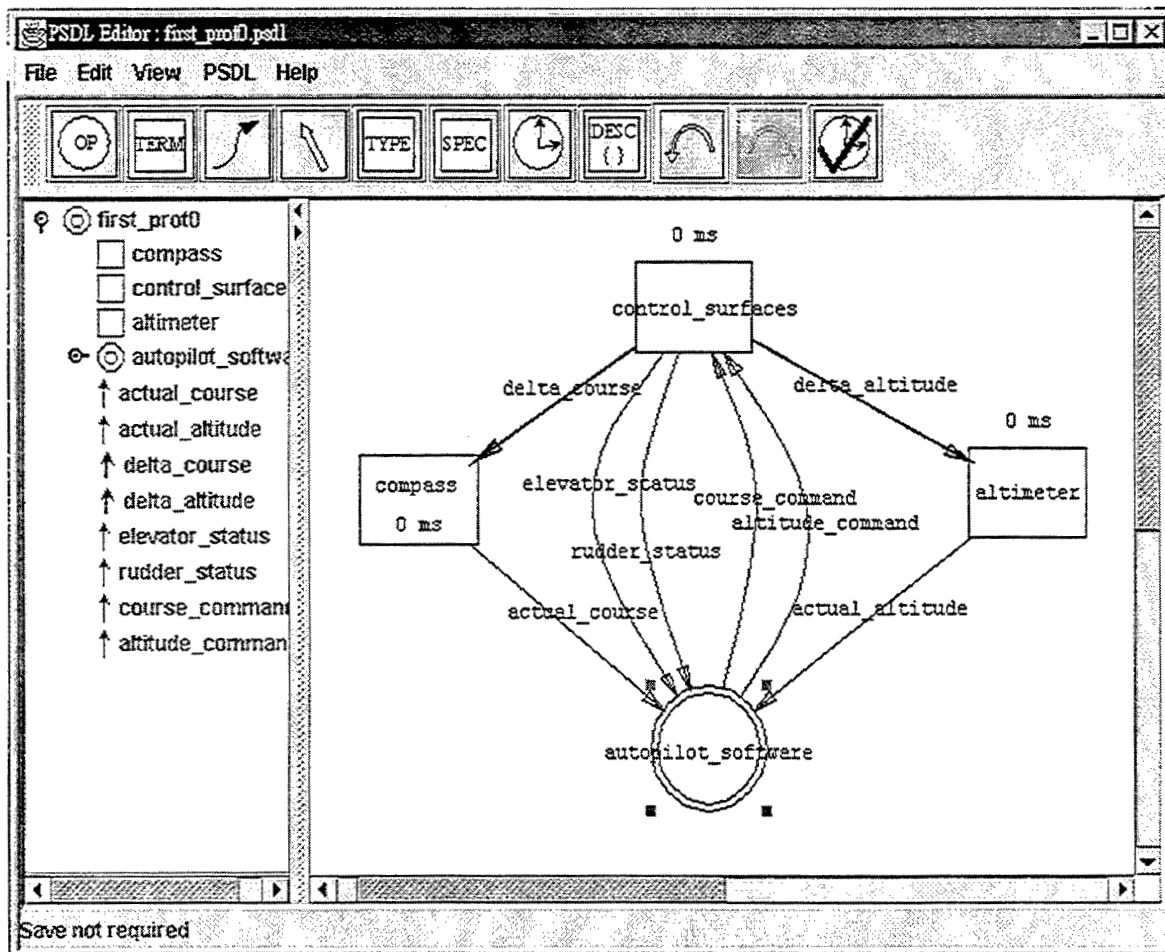 PSDL Editor : first_prot0.psdl
File Edit View PSDL Help
OP TERM TYPE SPEC DESC
{ }
first_prot0
compass
control_surface
altimeter
autopilot_softwa
actual_course
actual_altitude
delta_course
delta_altitude
elevator_status
rudder_status
course_comman
altitude_comman
0 ms
control_surfaces
delta_course
delta_altitude
0 ms
compass
0 ms
altimeter
elevator_status
course_command
altitude_command
rudder_status
actual_course
actual_altitude
autopilot_software
Save not required